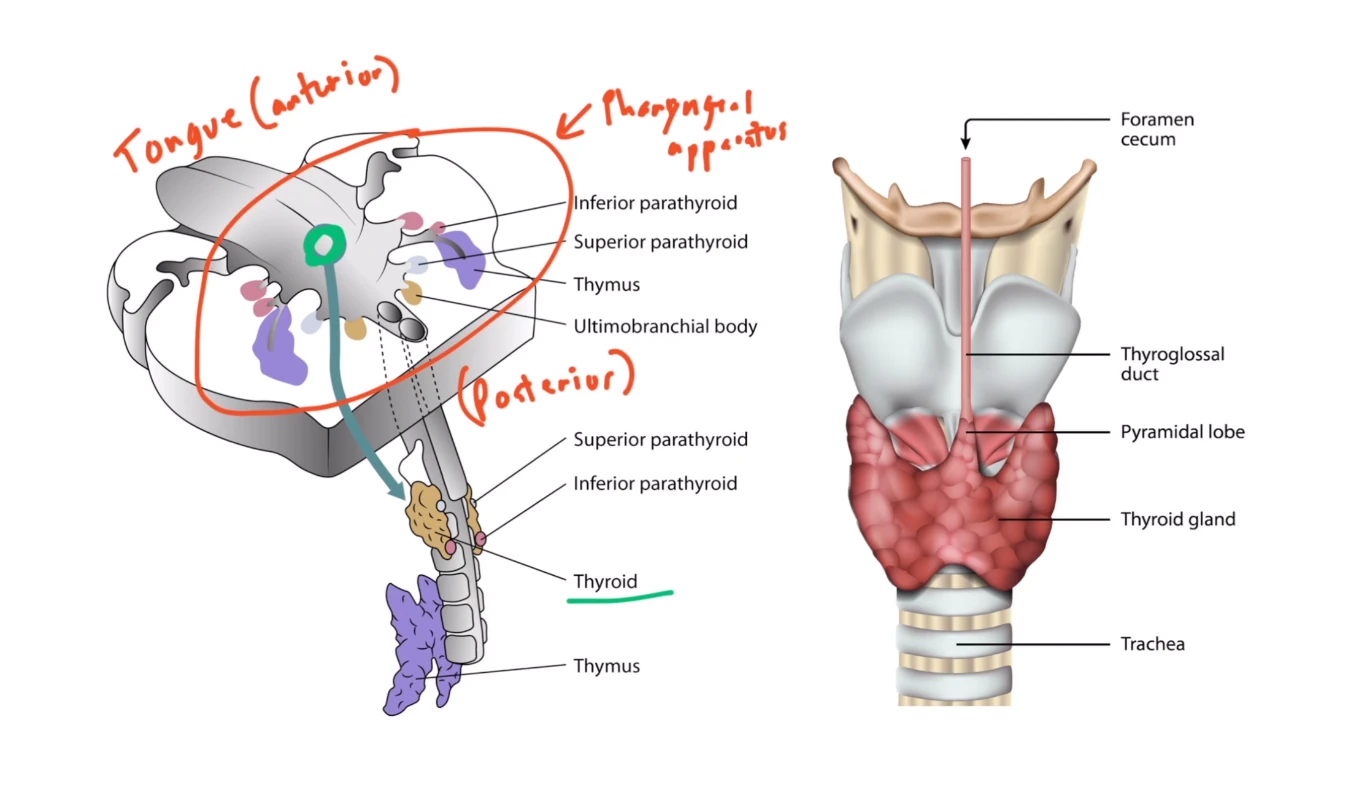 Tongue (anterior)
Pharyngeal
apparatus
Inferior parathyroid
Superior parathyroid
Thymus
Ultimobranchial body
(Posterior)
Superior parathyroid
Inferior parathyroid
Thyroid
Thymus
Foramen
cecum
Thyroglossal
duct
Pyramidal lobe
Thyroid gland
Trachea